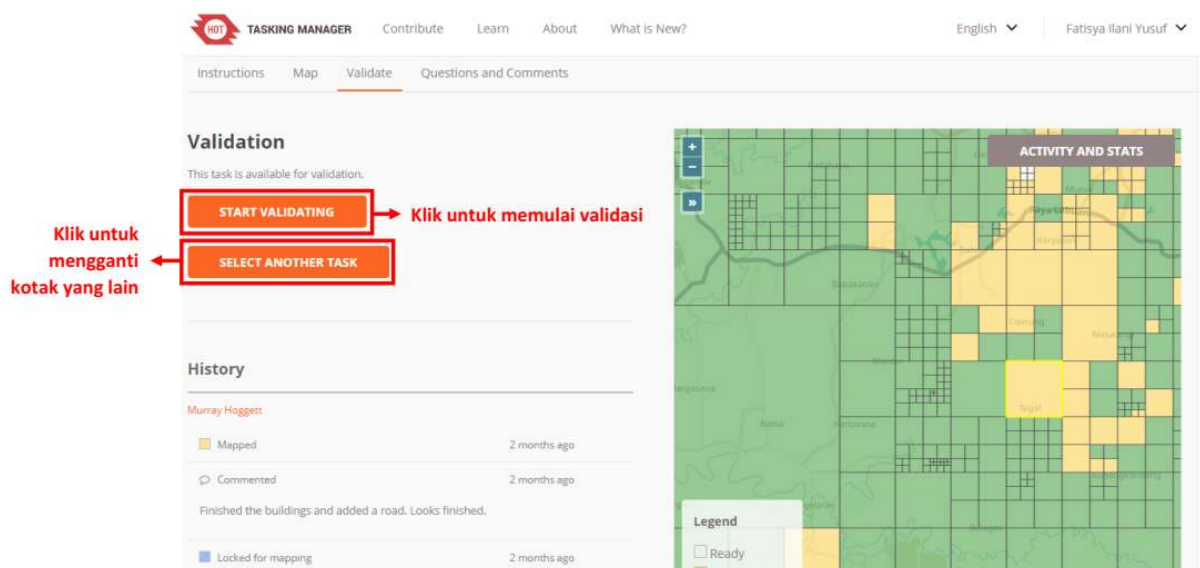 HOT TASKING MANAGER Contribute Learn About What is New? English Fatisya Ilani Yusuf
Instructions Map Validate Questions and Comments
Validation
This task is available for validation.
START VALIDATING
Klik untuk memulai validasi
SELECT ANOTHER TASK
Klik untuk
mengganti
kotak yang lain
History
Murray Hoggett
Mapped 2 months ago
Commented 2 months ago
Finished the buildings and added a road. Looks finished.
Locked for mapping 2 months ago
+
ACTIVITY AND STATS
−
»
Tegal
Legend
Ready